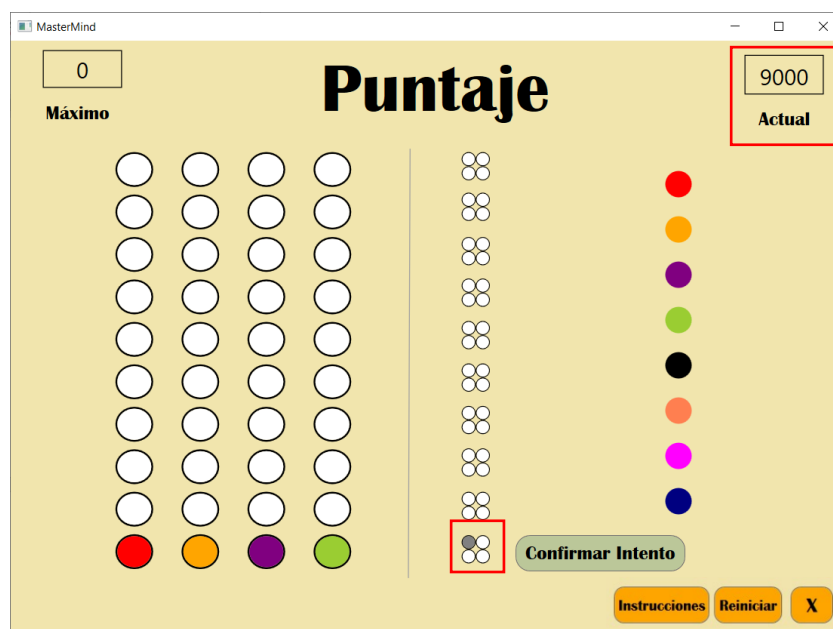 MasterMind
0
Máximo
Puntaje
9000
Actual
Confirmar Intento
Instrucciones
Reiniciar
X